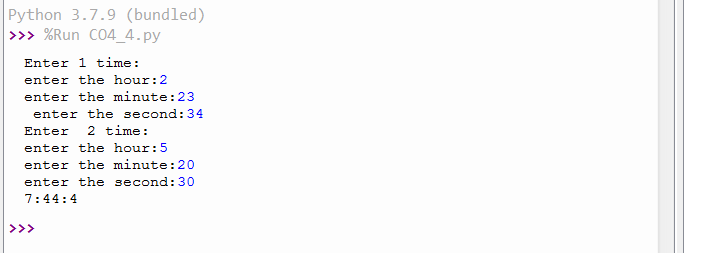 Python 3.7.9 (bundled)
>>> %Run CO4_4.py
Enter 1 time:
enter the hour:2
enter the minute:23
 enter the second:34
Enter  2 time:
enter the hour:5
enter the minute:20
enter the second:30
7:44:4
>>>